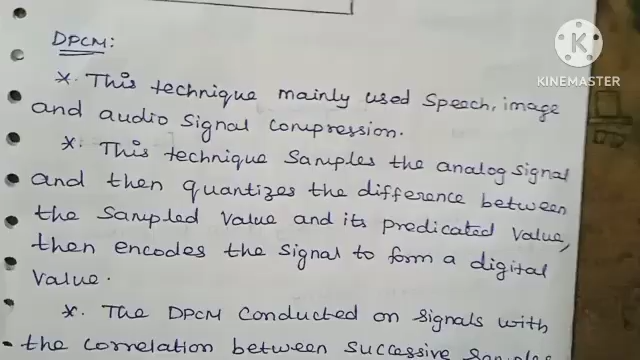 DPCM:
*. This technique mainly used speech, image
and audio signal compression.
*. This technique samples the analog signal
and then quantizes the difference between
the sampled value and its predicated value,
then encodes the signal to form a digital
value.
*. The DPCM conducted on signals with
the correlation between successive samples
KINEMASTER